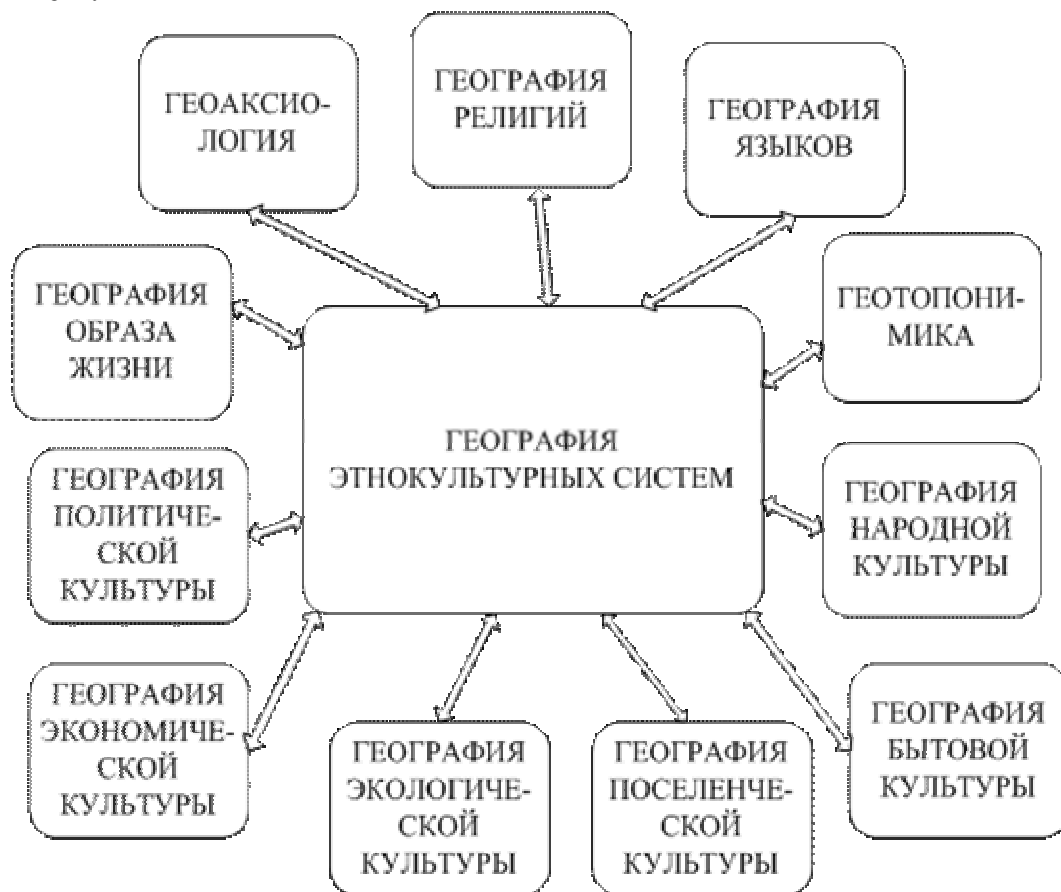 ГЕОАКСИО-
ЛОГИЯ
ГЕОГРАФИЯ
РЕЛИГИЙ
ГЕОГРАФИЯ
ЯЗЫКОВ
ГЕОГРАФИЯ
ОБРАЗА
ЖИЗНИ
ГЕОТОПОНИ-
МИКА
ГЕОГРАФИЯ
ЭТНОКУЛЬТУРНЫХ СИСТЕМ
ГЕОГРАФИЯ
ПОЛИТИЧЕ-
СКОЙ
КУЛЬТУРЫ
ГЕОГРАФИЯ
НАРОДНОЙ
КУЛЬТУРЫ
ГЕОГРАФИЯ
ЭКОНОМИЧЕ-
СКОЙ
КУЛЬТУРЫ
ГЕОГРАФИЯ
ЭКОЛОГИЧЕ-
СКОЙ
КУЛЬТУРЫ
ГЕОГРАФИЯ
ПОСЕЛЕНЧЕ-
СКОЙ
КУЛЬТУРЫ
ГЕОГРАФИЯ
БЫТОВОЙ
КУЛЬТУРЫ